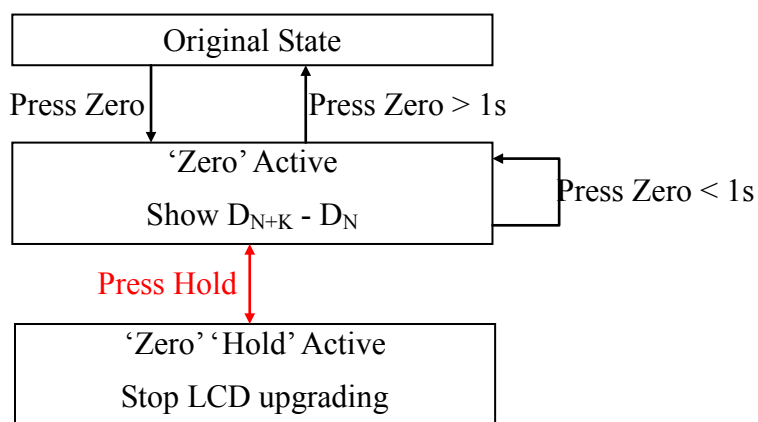 Original State
Press Zero
Press Zero > 1s
‘Zero’ Active
Show D_{N+K} - D_N
Press Zero < 1s
Press Hold
‘Zero’ ‘Hold’ Active
Stop LCD upgrading